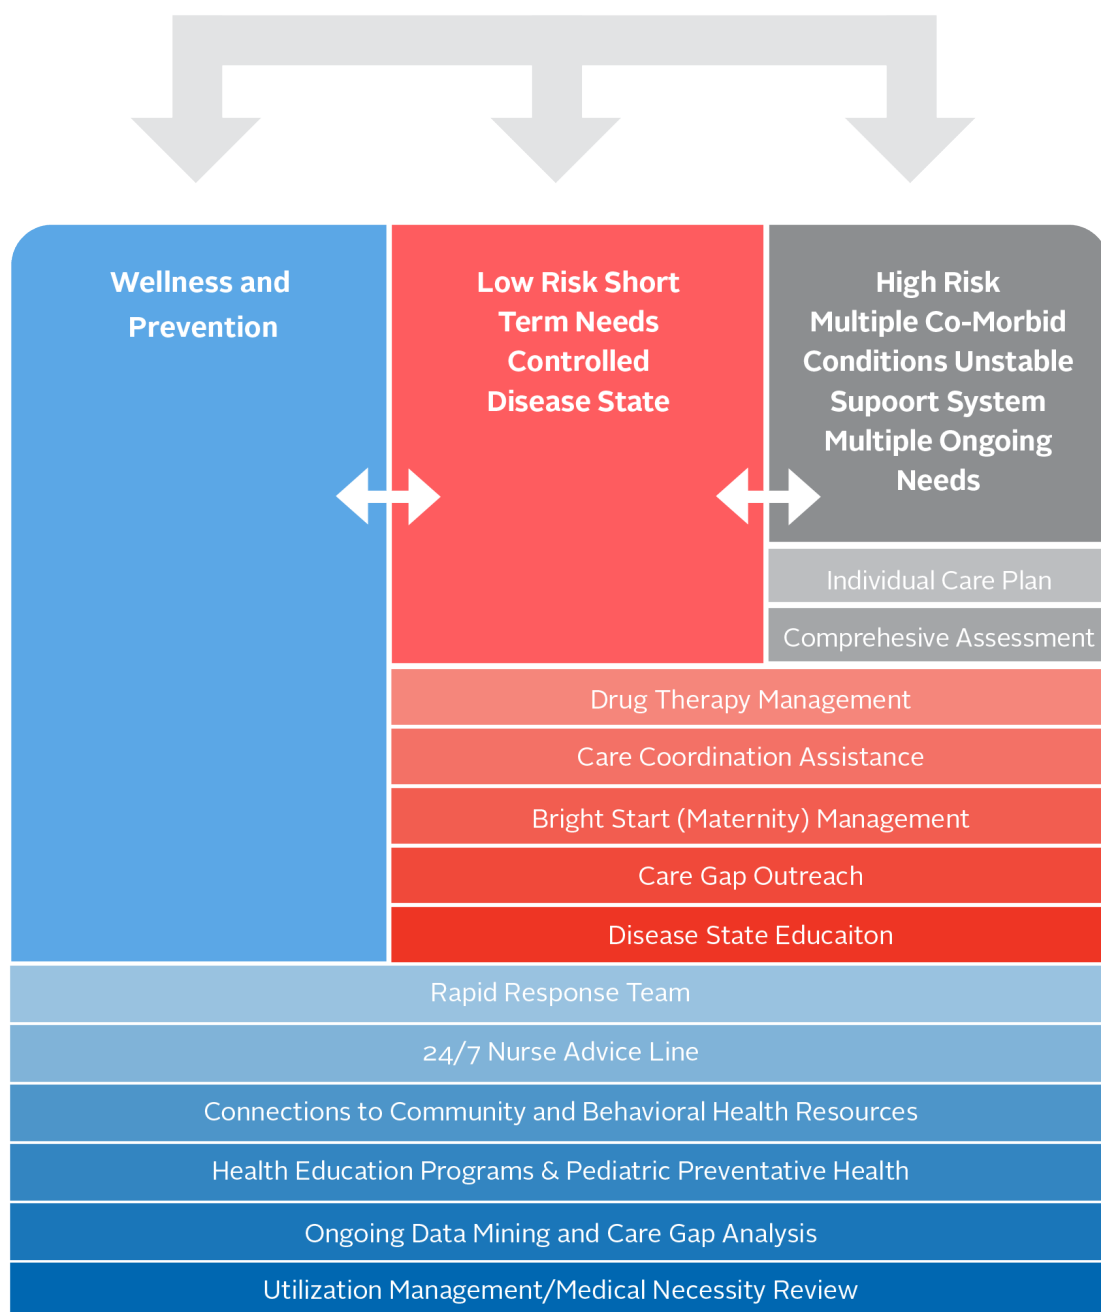 Wellness and
Prevention
Low Risk Short
Term Needs
Controlled
Disease State
High Risk
Multiple Co-Morbid
Conditions Unstable
Supoort System
Multiple Ongoing
Needs
Individual Care Plan
Comprehesive Assessment
Drug Therapy Management
Care Coordination Assistance
Bright Start (Maternity) Management
Care Gap Outreach
Disease State Educaiton
Rapid Response Team
24/7 Nurse Advice Line
Connections to Community and Behavioral Health Resources
Health Education Programs & Pediatric Preventative Health
Ongoing Data Mining and Care Gap Analysis
Utilization Management/Medical Necessity Review